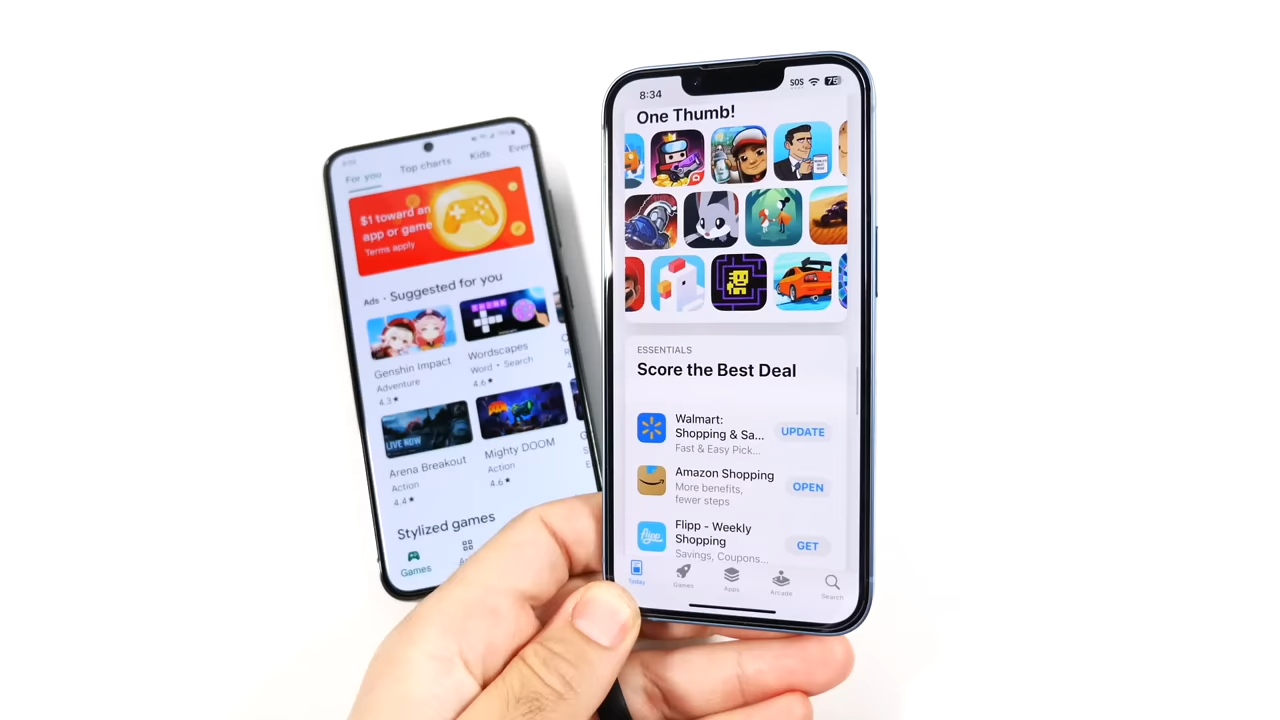 For you
Top charts
Kids
Even
$1 toward an
app or game
Terms apply
Ads • Suggested for you
Genshin Impact
Adventure
4.3★
Wordscapes
Word • Search
4.6★
LIVE NOW
Arena Breakout
Action
4.4★
Mighty DOOM
Action
4.6★
Stylized games
Games
8:34
SOS
75
One Thumb!
ESSENTIALS
Score the Best Deal
Walmart:
Shopping & Sa...
Fast & Easy Pick...
UPDATE
Amazon Shopping
More benefits,
fewer steps
OPEN
flipp
Flipp - Weekly
Shopping
Savings, Coupons...
GET
Today
Games
Apps
Arcade
Search